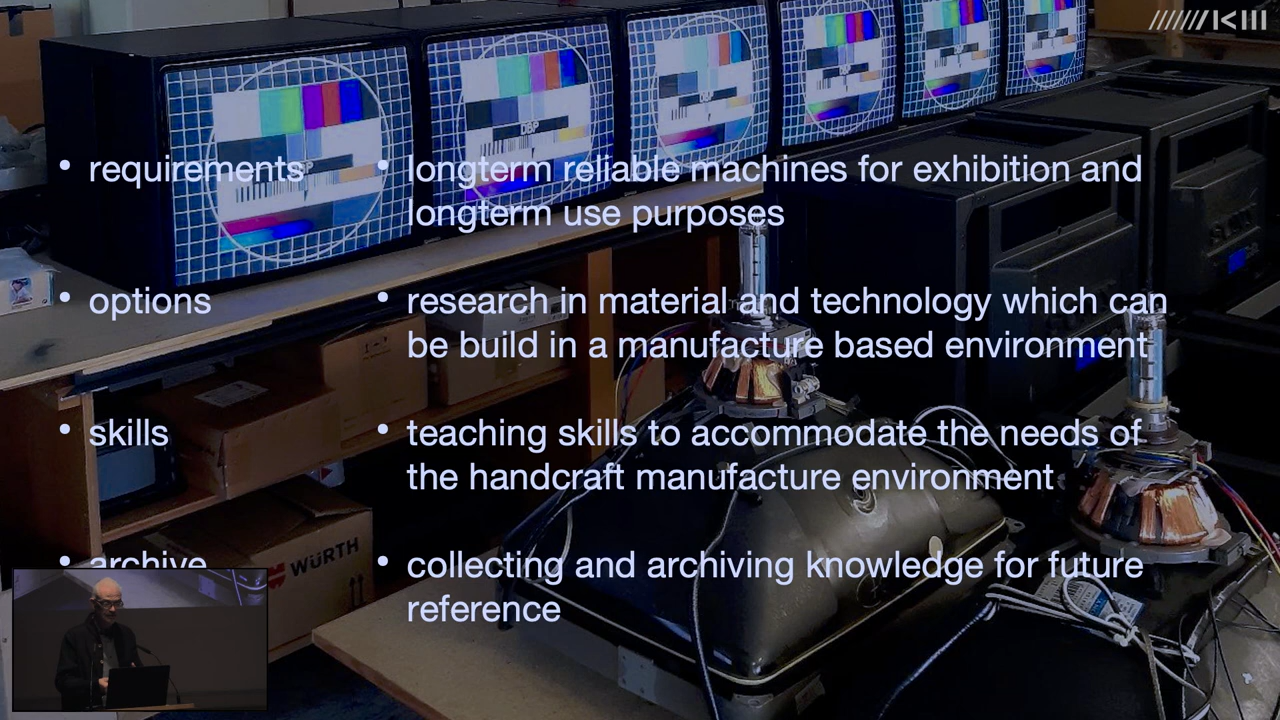 requirements
longterm reliable machines for exhibition and
longterm use purposes
options
research in material and technology which can
be build in a manufacture based environment
skills
teaching skills to accommodate the needs of
the handcraft manufacture environment
archive
collecting and archiving knowledge for future
reference
DBP
WÜRTH